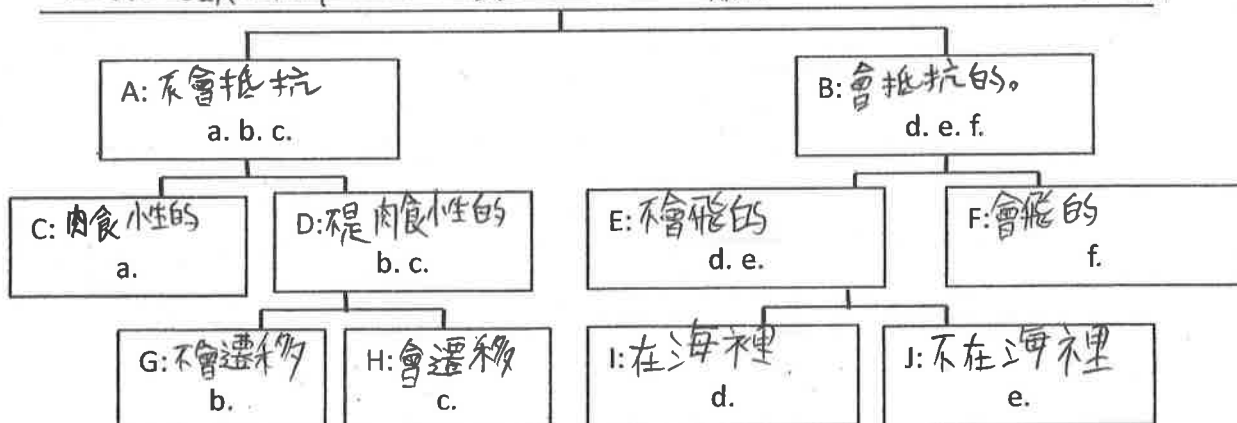 A: 不會抵抗
a. b. c.
B: 會抵抗的。
d. e. f.
C: 肉食性的
a.
D: 不是肉食性的
b. c.
E: 不會飛的
d. e.
F: 會飛的
f.
G: 不會遷移
b.
H: 會遷移
c.
I: 在海裡
d.
J: 不在海裡
e.